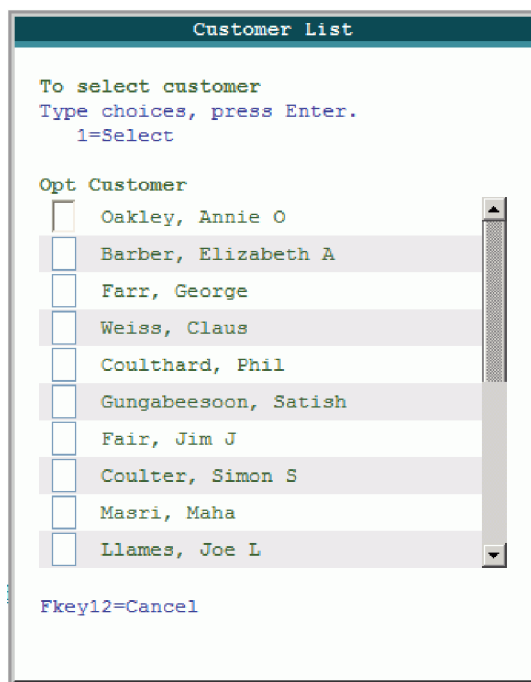 Customer List
To select customer
Type choices, press Enter.
1=Select
Opt Customer
Oakley, Annie O
Barber, Elizabeth A
Farr, George
Weiss, Claus
Coulthard, Phil
Gungabeesoon, Satish
Fair, Jim J
Coulter, Simon S
Masri, Maha
Llames, Joe L
Fkey12=Cancel